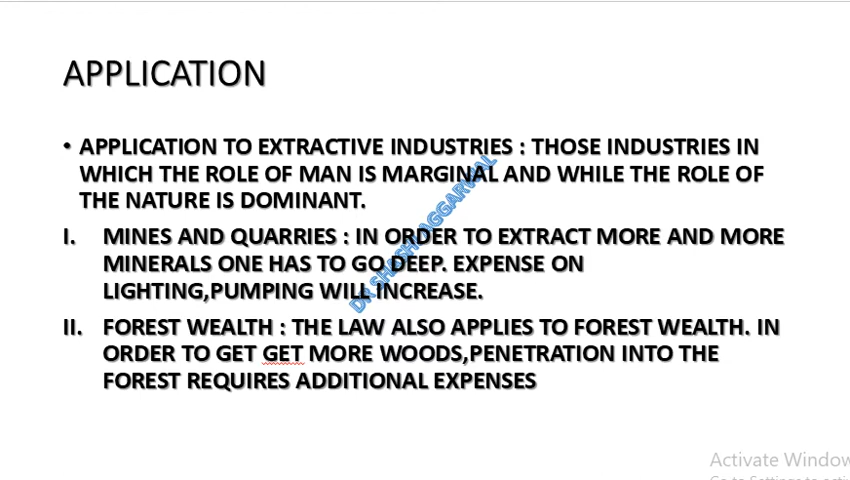 APPLICATION
• APPLICATION TO EXTRACTIVE INDUSTRIES : THOSE INDUSTRIES IN
WHICH THE ROLE OF MAN IS MARGINAL AND WHILE THE ROLE OF
THE NATURE IS DOMINANT.
I. MINES AND QUARRIES : IN ORDER TO EXTRACT MORE AND MORE
MINERALS ONE HAS TO GO DEEP. EXPENSE ON
LIGHTING,PUMPING WILL INCREASE.
II. FOREST WEALTH : THE LAW ALSO APPLIES TO FOREST WEALTH. IN
ORDER TO GET GET MORE WOODS,PENETRATION INTO THE
FOREST REQUIRES ADDITIONAL EXPENSES
DR SHASHI AGGARWAL
Activate Window